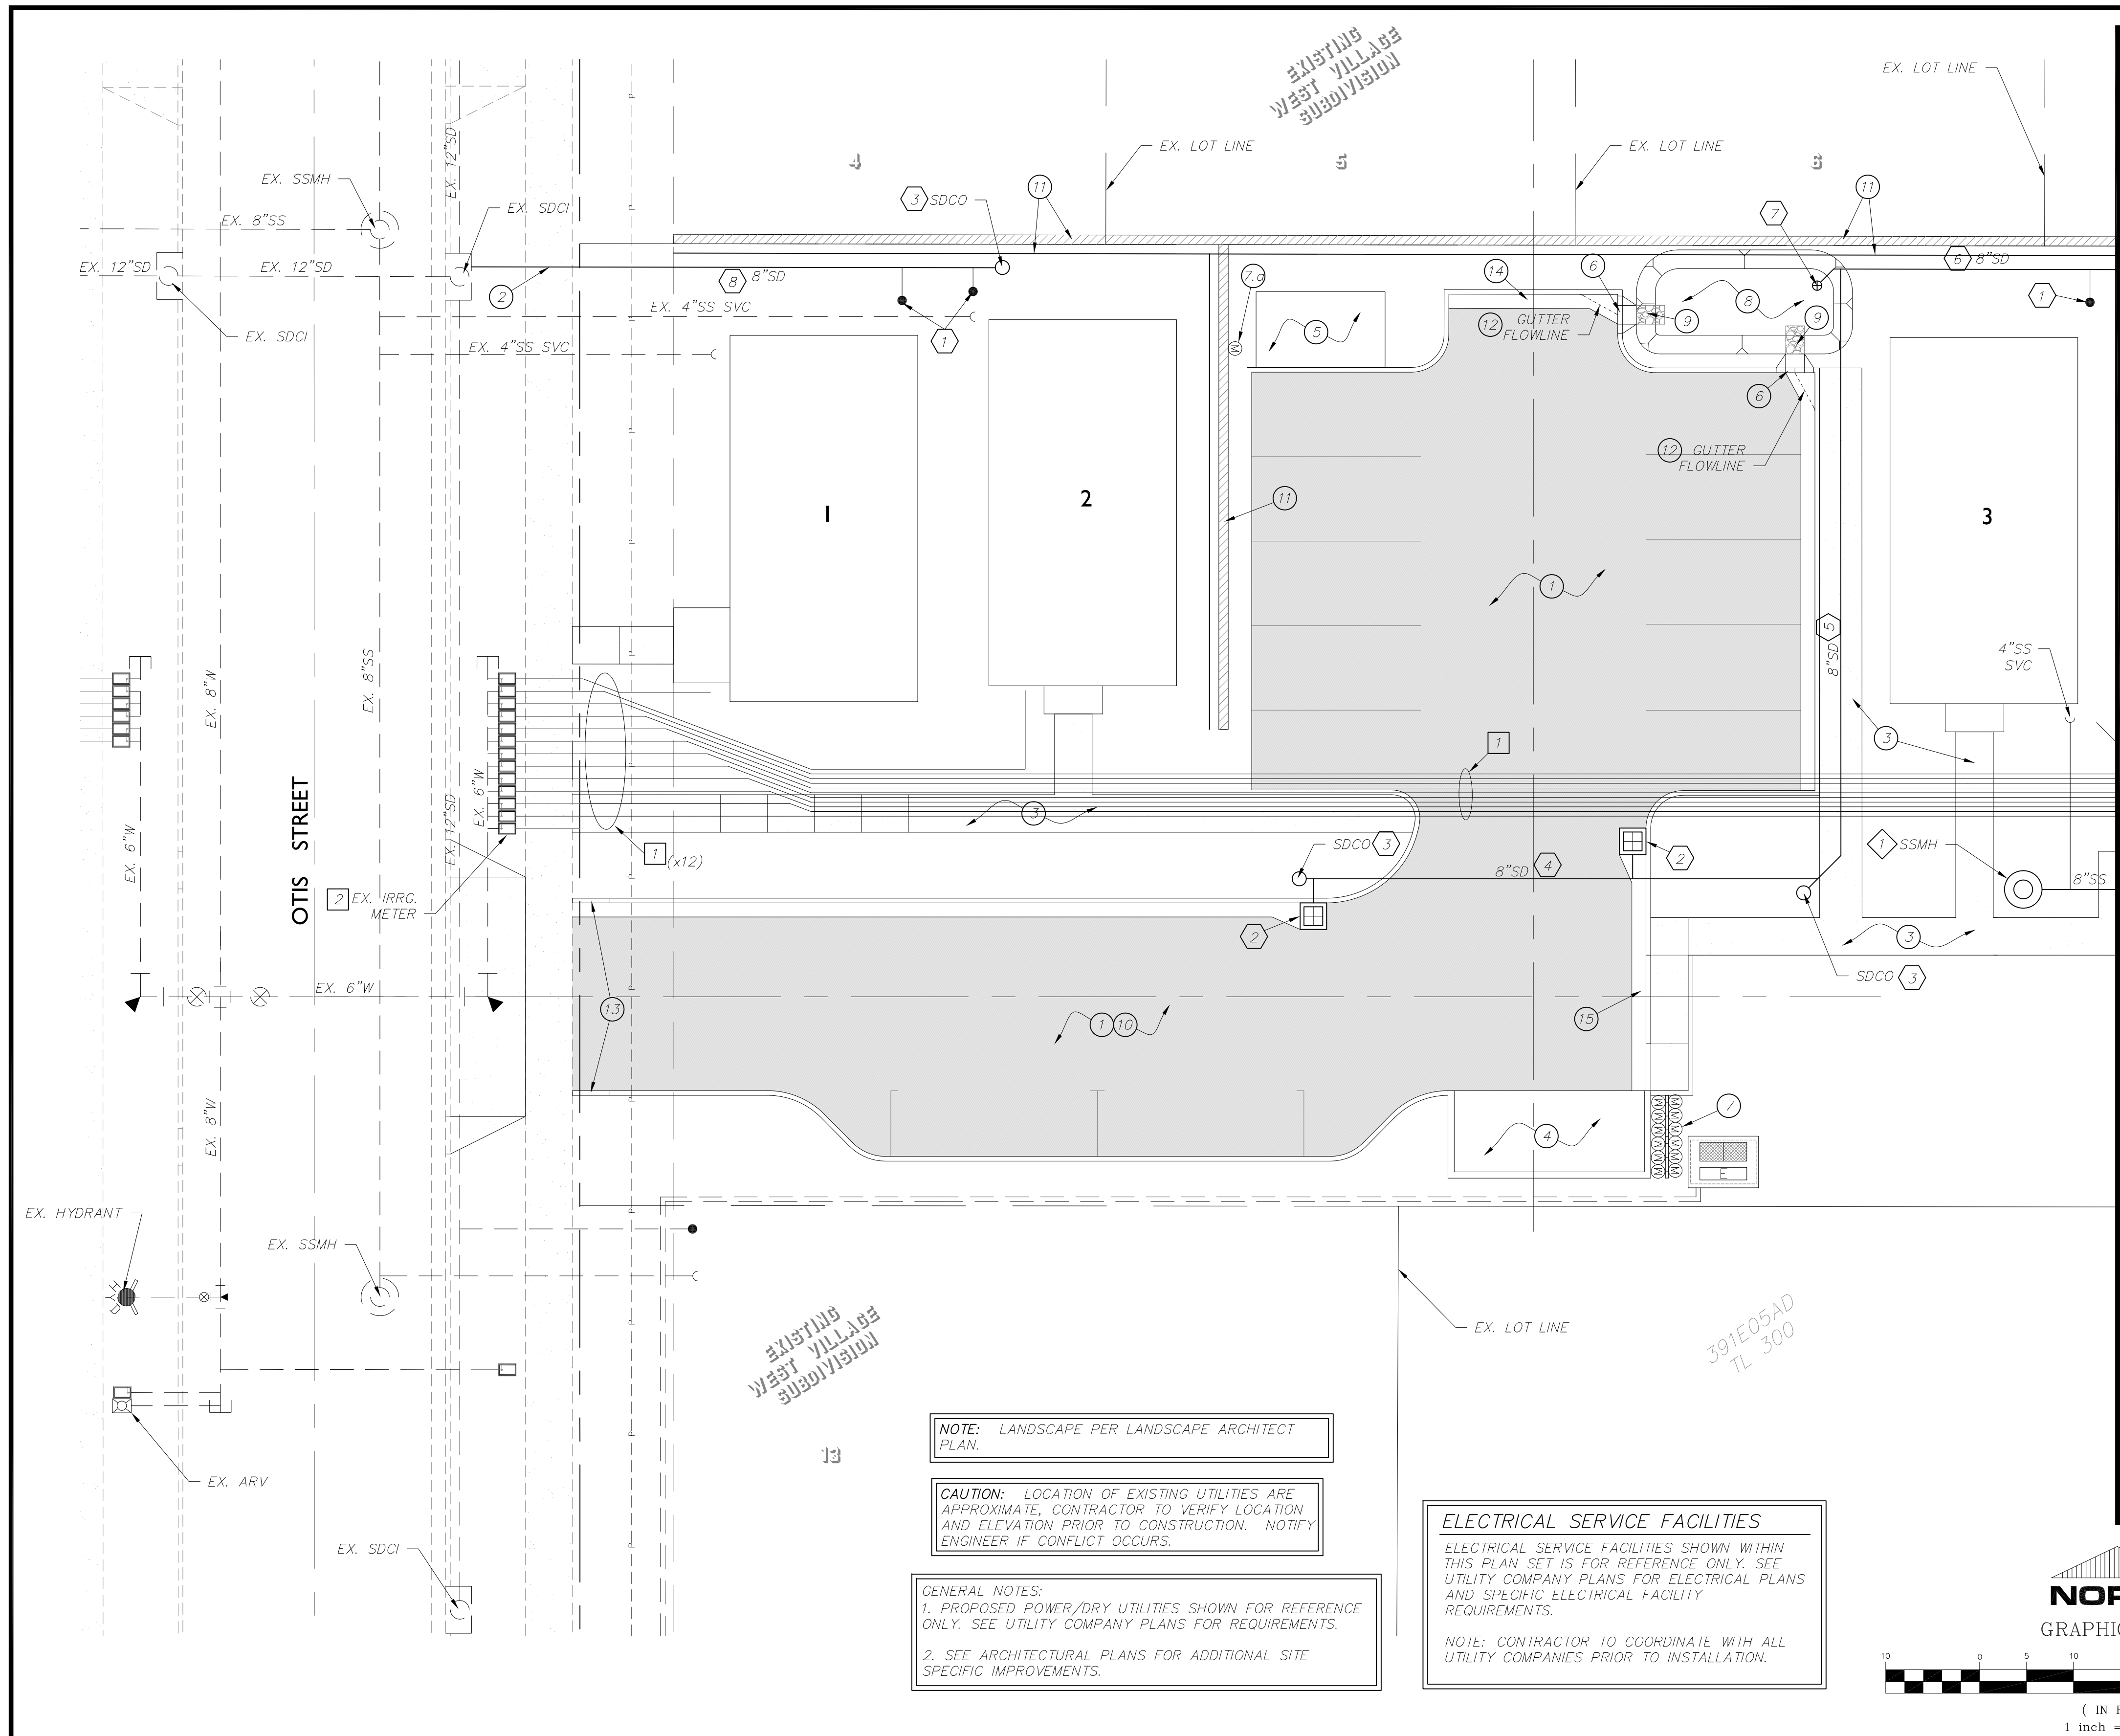 EXISTING
WEST VILLAGE
SUBDIVISION
EX. LOT LINE
EX. LOT LINE
EX. LOT LINE
4
5
6
EX. 12"SD
EX. SSMH
EX. 8"SS
EX. SDCI
EX. 12"SD
EX. 12"SD
EX. SDCI
3 SDCO
11
11
7
2
8 8"SD
6 8"SD
EX. 4"SS SVC
EX. 4"SS SVC
1
7.a
M
5
14
6
12 GUTTER
FLOWLINE
9
8
9
1
6
12 GUTTER
FLOWLINE
11
1
2
3
1
5
8"SD
4"SS
SVC
3
EX. 8"W
EX. 8"SS
EX. 6"W
EX. 6"W
EX. 12"SD
OTIS STREET
1
(x12)
1
3
2 EX. IRRG.
METER
SDCO 3
8"SD 4
2
2
1 SSMH
8"SS
3
SDCO 3
EX. 6"W
13
1 10
15
EX. 8"W
4
7
M M M M M M
M M M M M M
E
P
P
P
P
P
P
P
P
P
P
P
P
P
EX. HYDRANT
EX. SSMH
EX. ARV
EX. SDCI
EX. LOT LINE
391E05AD
TL 300
EXISTING
WEST VILLAGE
SUBDIVISION
13
NOTE: LANDSCAPE PER LANDSCAPE ARCHITECT
PLAN.
CAUTION: LOCATION OF EXISTING UTILITIES ARE
APPROXIMATE, CONTRACTOR TO VERIFY LOCATION
AND ELEVATION PRIOR TO CONSTRUCTION. NOTIFY
ENGINEER IF CONFLICT OCCURS.
GENERAL NOTES:
1. PROPOSED POWER/DRY UTILITIES SHOWN FOR REFERENCE
ONLY. SEE UTILITY COMPANY PLANS FOR REQUIREMENTS.
2. SEE ARCHITECTURAL PLANS FOR ADDITIONAL SITE
SPECIFIC IMPROVEMENTS.
ELECTRICAL SERVICE FACILITIES
ELECTRICAL SERVICE FACILITIES SHOWN WITHIN
THIS PLAN SET IS FOR REFERENCE ONLY. SEE
UTILITY COMPANY PLANS FOR ELECTRICAL PLANS
AND SPECIFIC ELECTRICAL FACILITY
REQUIREMENTS.
NOTE: CONTRACTOR TO COORDINATE WITH ALL
UTILITY COMPANIES PRIOR TO INSTALLATION.
10 0 5 10
1 inch =